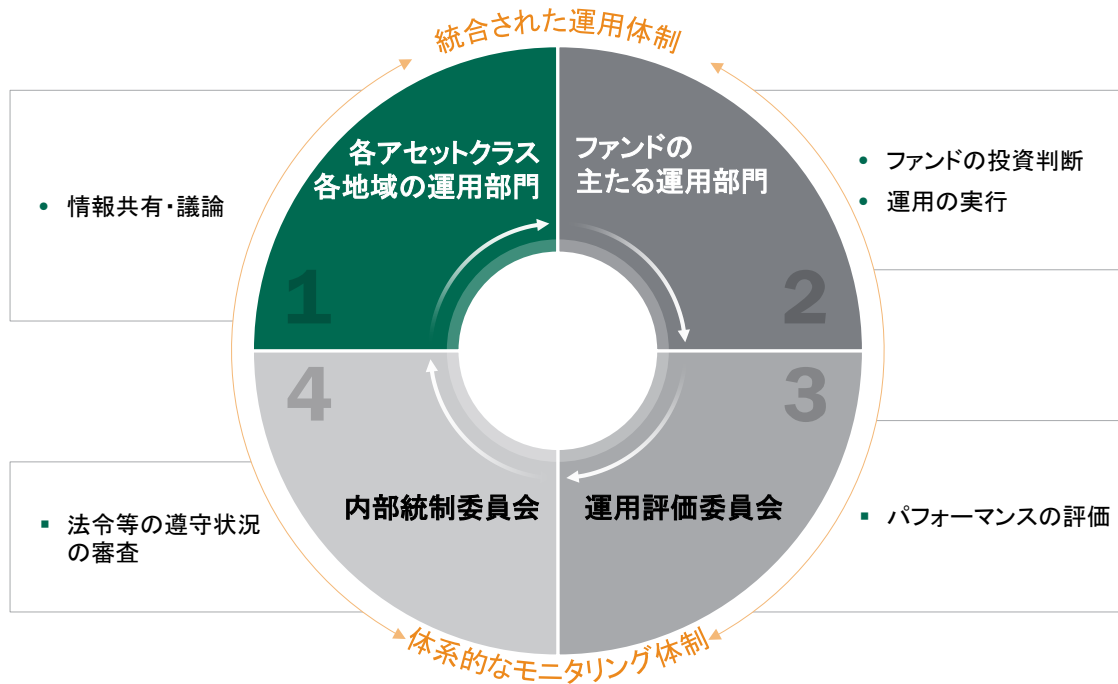 統合された運用体制
各アセットクラス
各地域の運用部門
ファンドの
主たる運用部門
• 情報共有・議論
• ファンドの投資判断
• 運用の実行
1
2
4
3
内部統制委員会
運用評価委員会
▪ 法令等の遵守状況
の審査
▪ パフォーマンスの評価
体系的なモニタリング体制